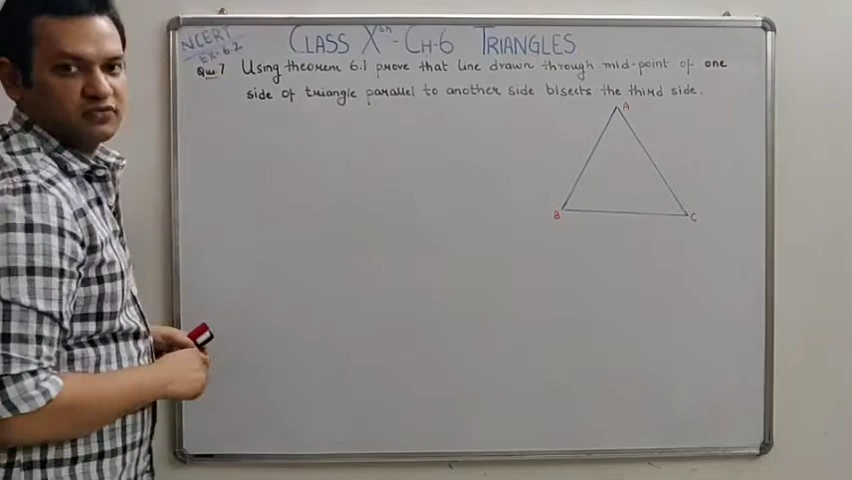 NCERT
EX-6.2
CLASS Xth - CH-6 TRIANGLES
Que.7 Using theorem 6.1 prove that line drawn through mid-point of one
side of triangle parallel to another side bisects the third side.
A
B
C